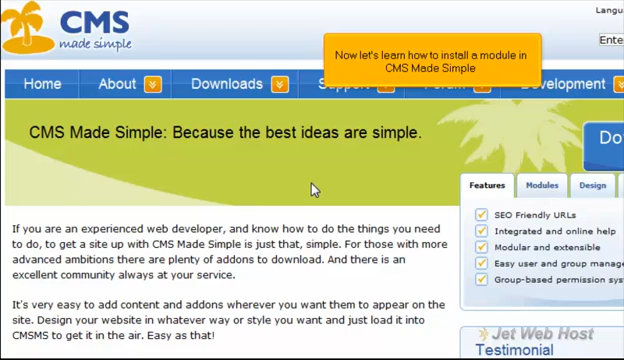 CMS
made simple
Langu
Enter
Now let's learn how to install a module in
CMS Made Simple
Home About Downloads Support Forum Development
CMS Made Simple: Because the best ideas are simple.
Do
Features Modules Design
SEO Friendly URLs
Integrated and online help
Modular and extensible
Easy user and group manage
Group-based permission sys
If you are an experienced web developer, and know how to do the things you need
to do, to get a site up with CMS Made Simple is just that, simple. For those with more
advanced ambitions there are plenty of addons to download. And there is an
excellent community always at your service.
It's very easy to add content and addons wherever you want them to appear on the
site. Design your website in whatever way or style you want and just load it into
CMSMS to get it in the air. Easy as that!
Jet Web Host
Testimonial